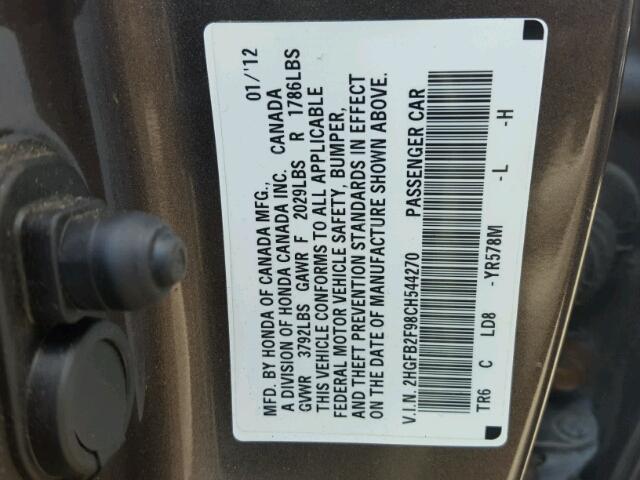 MFD. BY HONDA OF CANADA MFG., 01/'12
A DIVISION OF HONDA CANADA INC. CANADA
GVWR 3792LBS GAWR F 2029LBS R 1786LBS
THIS VEHICLE CONFORMS TO ALL APPLICABLE
FEDERAL MOTOR VEHICLE SAFETY, BUMPER,
AND THEFT PREVENTION STANDARDS IN EFFECT
ON THE DATE OF MANUFACTURE SHOWN ABOVE.
V.I.N. 2HGFB2F98CH544270 PASSENGER CAR
TR6 C LD8 -YR578M -L -H